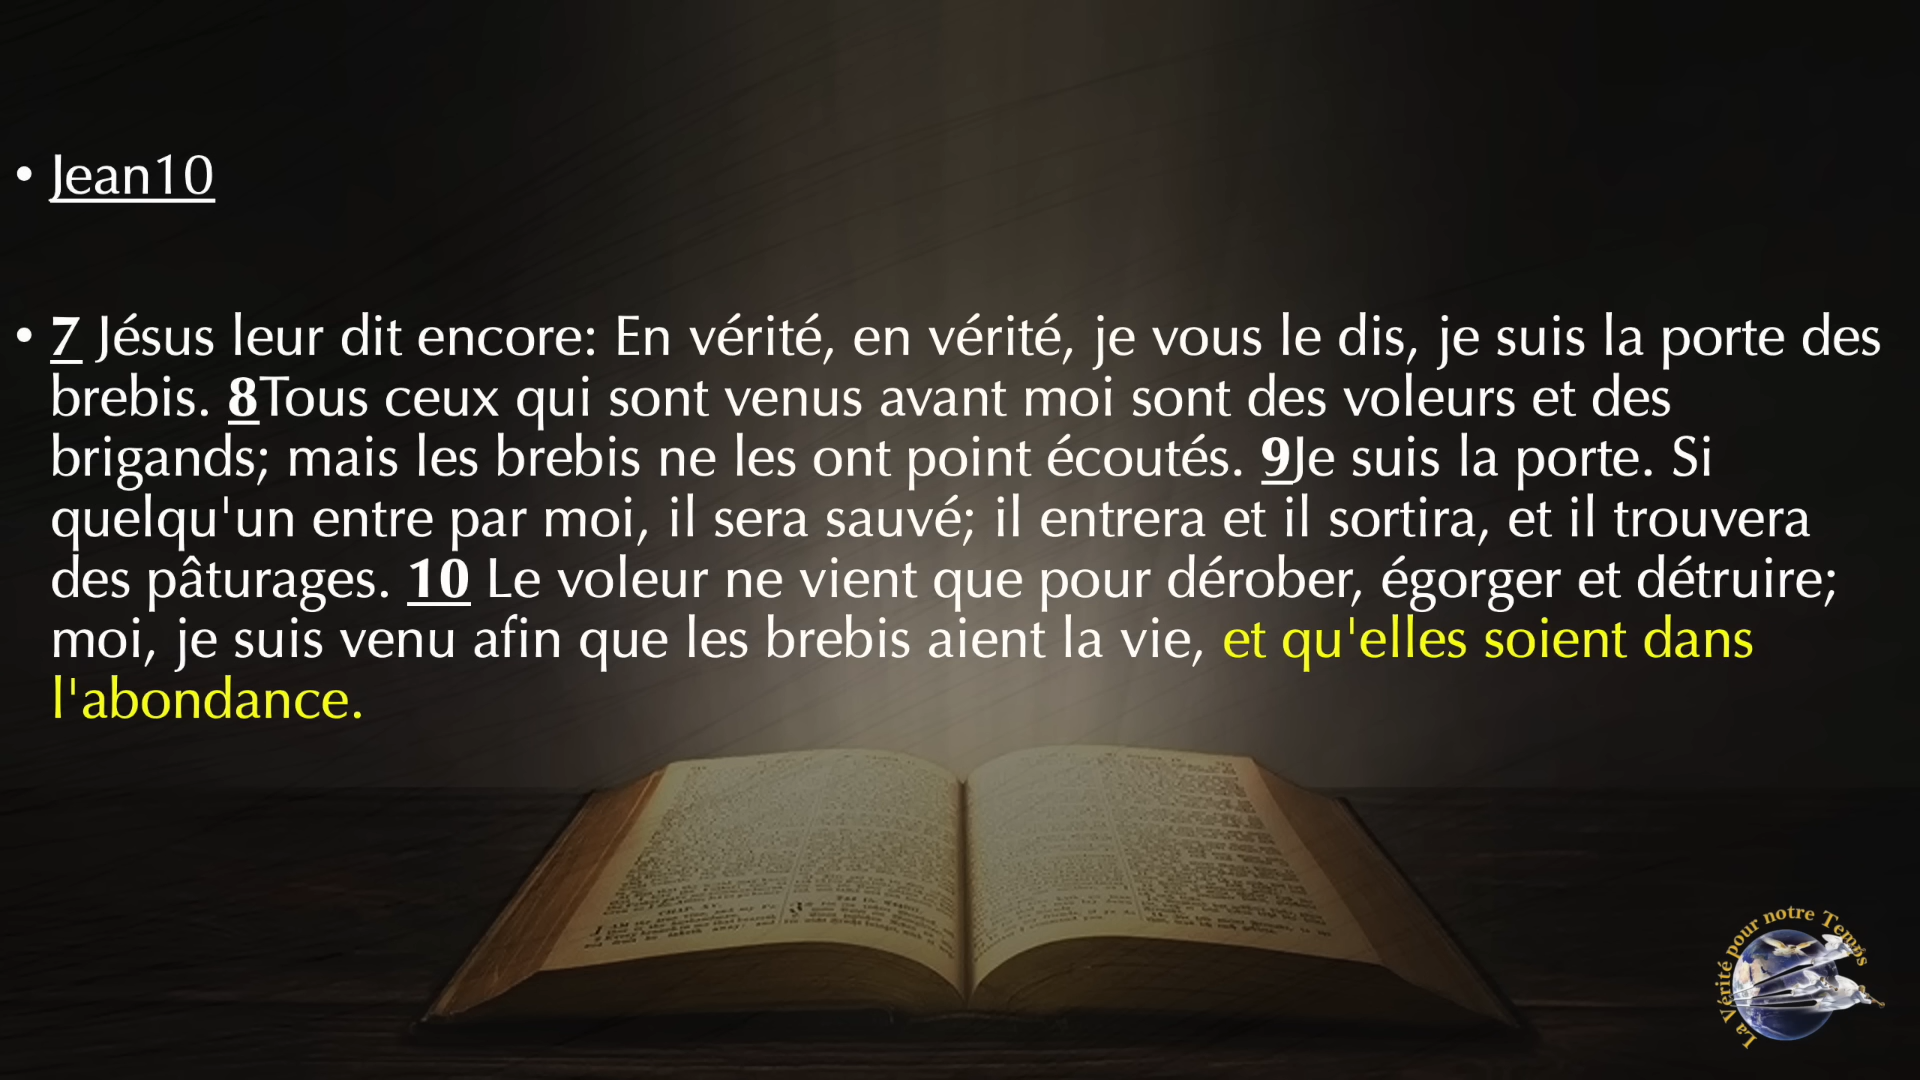 • Jean10
• 7 Jésus leur dit encore: En vérité, en vérité, je vous le dis, je suis la porte des
brebis. 8Tous ceux qui sont venus avant moi sont des voleurs et des
brigands; mais les brebis ne les ont point écoutés. 9Je suis la porte. Si
quelqu'un entre par moi, il sera sauvé; il entrera et il sortira, et il trouvera
des pâturages. 10 Le voleur ne vient que pour dérober, égorger et détruire;
moi, je suis venu afin que les brebis aient la vie, et qu'elles soient dans
l'abondance.
La Vérité pour notre Temps